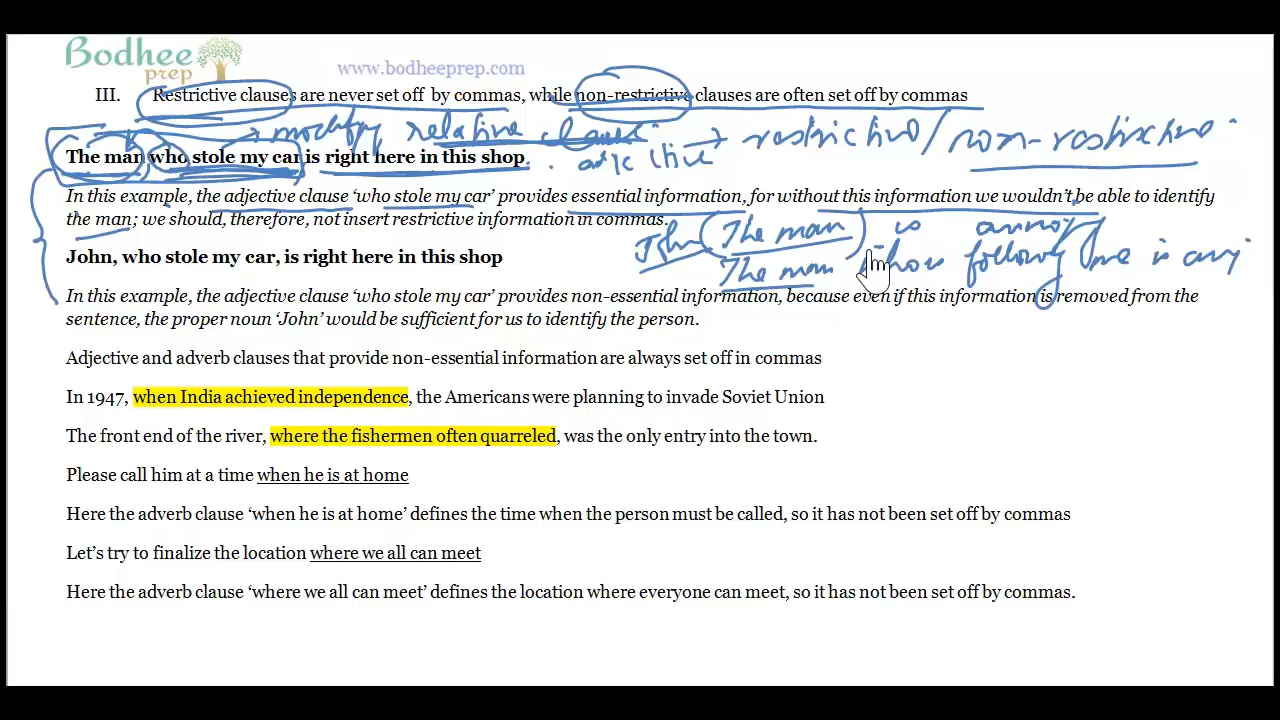 Bodhee
prep
www.bodheeprep.com
III. Restrictive clauses are never set off by commas, while non-restrictive clauses are often set off by commas
→ modify relative clause → restrictive / non-restrictive
adjective
The man who stole my car is right here in this shop.
In this example, the adjective clause ‘who stole my car’ provides essential information, for without this information we wouldn’t be able to identify
the man; we should, therefore, not insert restrictive information in commas.
John (The man) is
John, who stole my car, is right here in this shop
The man who is following me is
In this example, the adjective clause ‘who stole my car’ provides non-essential information, because even if this information is removed from the
sentence, the proper noun ‘John’ would be sufficient for us to identify the person.
Adjective and adverb clauses that provide non-essential information are always set off in commas
In 1947, when India achieved independence, the Americans were planning to invade Soviet Union
The front end of the river, where the fishermen often quarreled, was the only entry into the town.
Please call him at a time when he is at home
Here the adverb clause ‘when he is at home’ defines the time when the person must be called, so it has not been set off by commas
Let’s try to finalize the location where we all can meet
Here the adverb clause ‘where we all can meet’ defines the location where everyone can meet, so it has not been set off by commas.